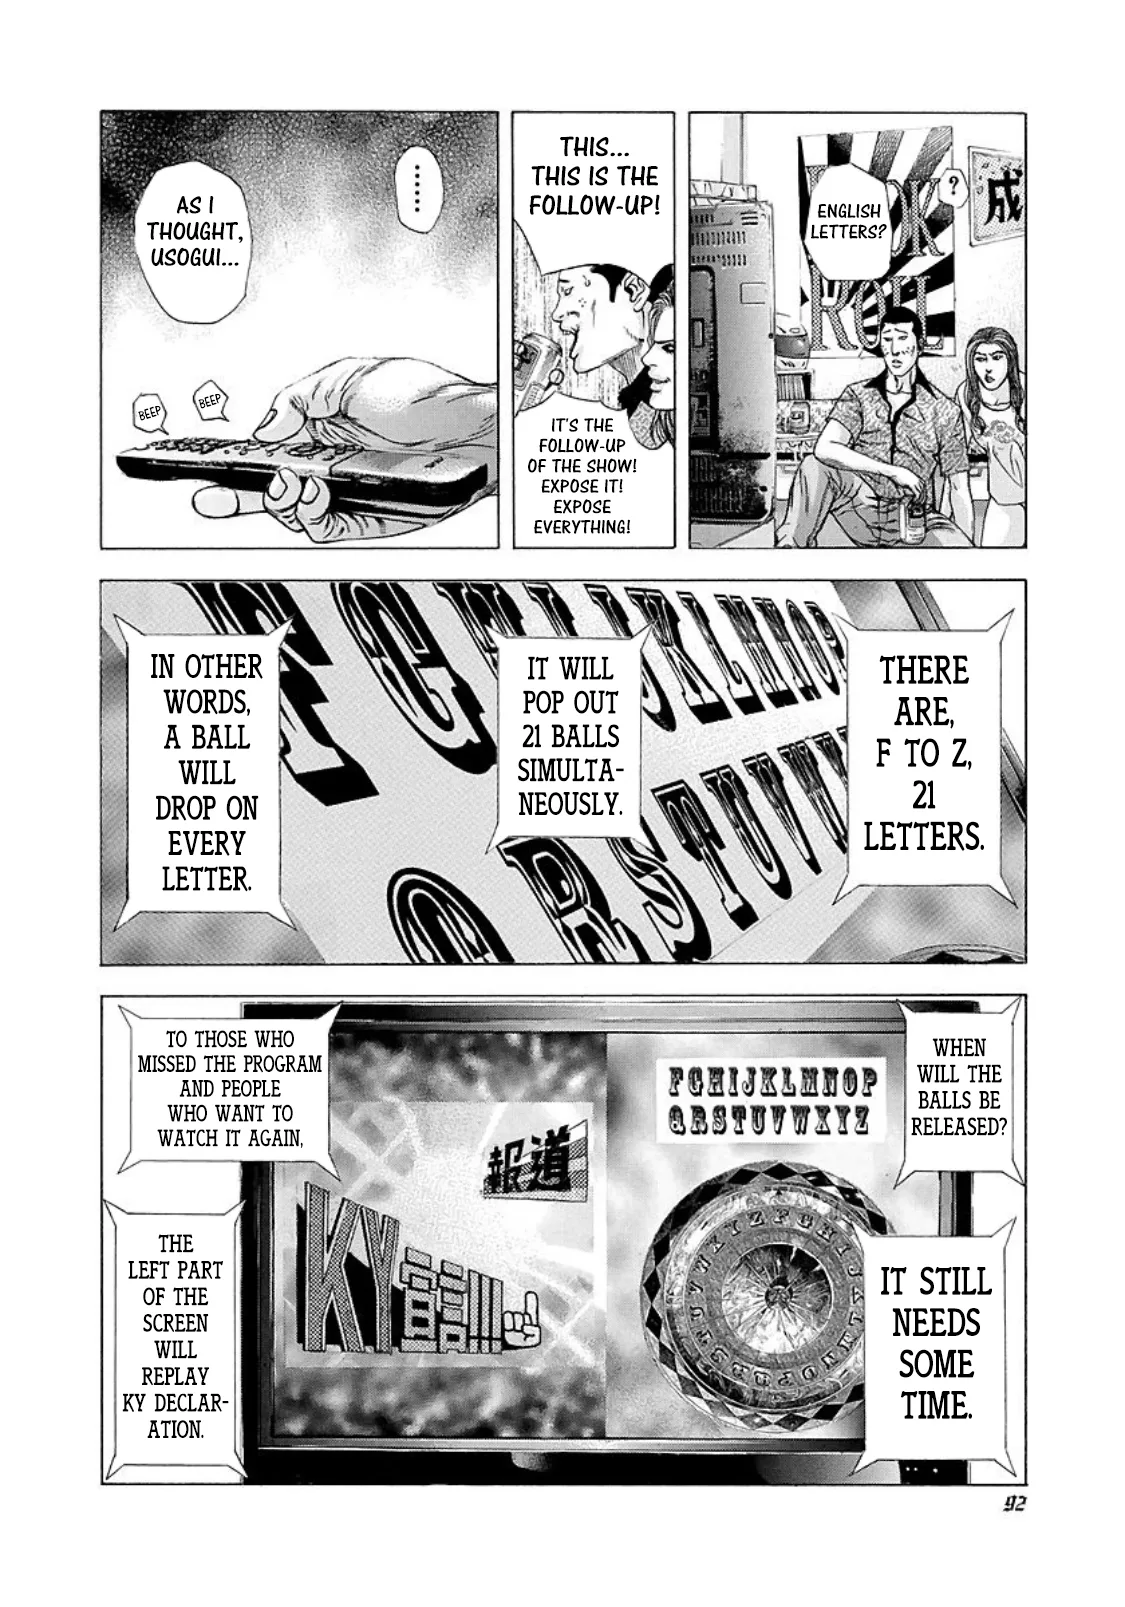 ENGLISH
LETTERS?
?
成
ROLL
THIS...
THIS IS THE
FOLLOW-UP!
IT'S THE
FOLLOW-UP
OF THE SHOW!
EXPOSE IT!
EXPOSE
EVERYTHING!
......
AS I
THOUGHT,
USOGUI...
BEEP
BEEP
THERE
ARE,
F TO Z,
21
LETTERS.
IT WILL
POP OUT
21 BALLS
SIMULTA-
NEOUSLY.
IN OTHER
WORDS,
A BALL
WILL
DROP ON
EVERY
LETTER.
WHEN
WILL THE
BALLS BE
RELEASED?
FGHIJKLMNOP
QRSTUVWXYZ
IT STILL
NEEDS
SOME
TIME.
TO THOSE WHO
MISSED THE PROGRAM
AND PEOPLE
WHO WANT TO
WATCH IT AGAIN,
報道
KY
THE
LEFT PART
OF THE
SCREEN
WILL
REPLAY
KY DECLAR-
ATION.
92